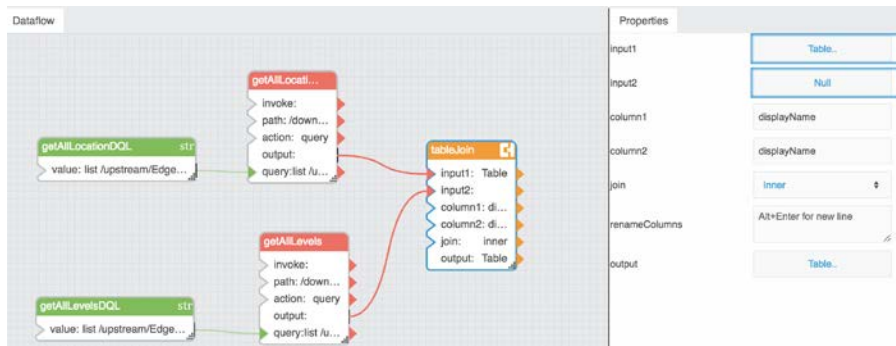 Dataflow
Properties
getAllLocati...
invoke:
path: /down...
action: query
output:
query:list /u...
getAllLocationDQL str
value: list /upstream/Edge...
tableJoin
input1: Table
input2:
column1: di...
column2: di...
join: inner
output: Table
getAllLevels
invoke:
path: /down...
action: query
output:
query:list /u...
getAllLevelsDQL str
value: list /upstream/Edge...
input1 Table..
input2 Null
column1 displayName
column2 displayName
join Inner
renameColumns Alt+Enter for new line
output Table..